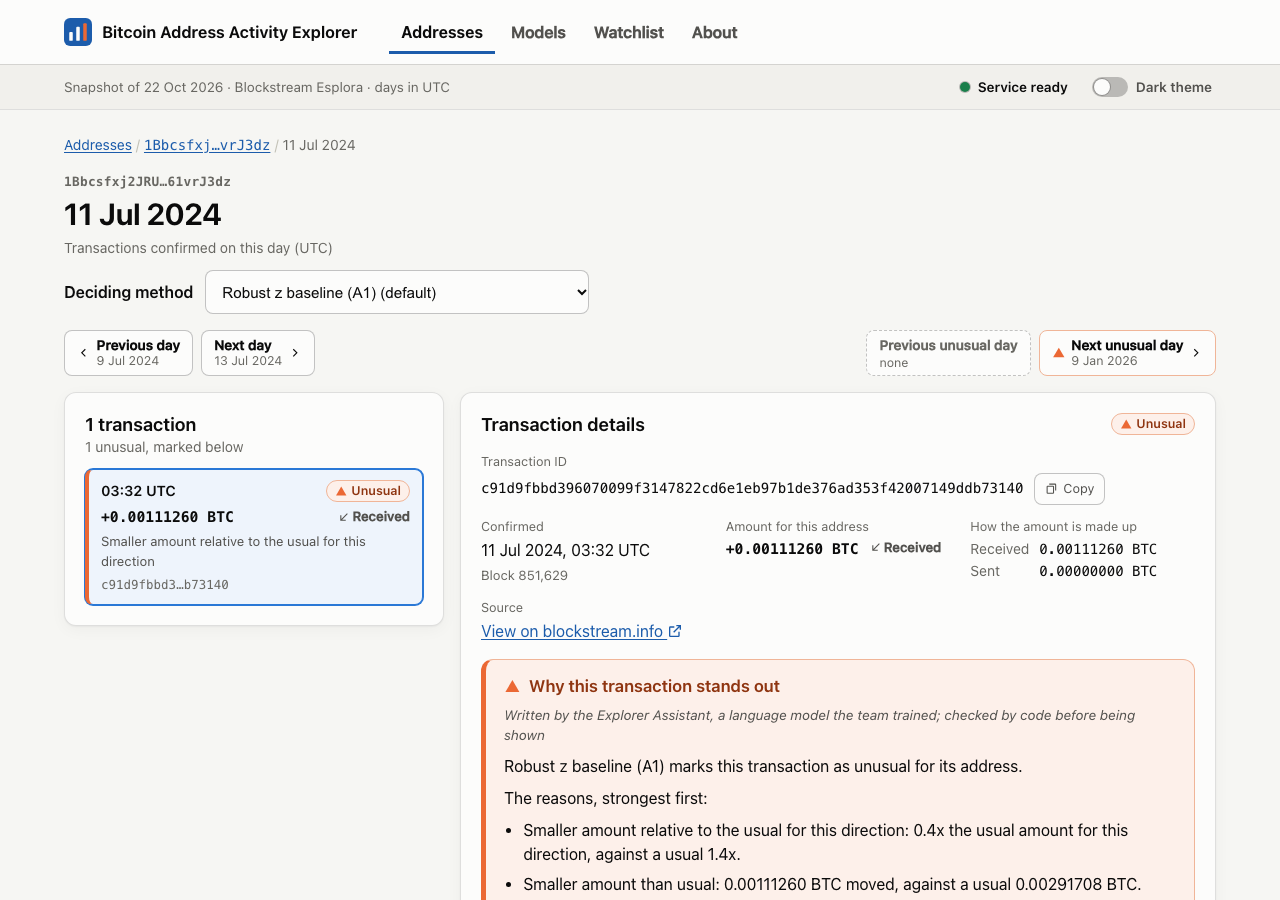 Bitcoin Address Activity Explorer
Addresses
Models
Watchlist
About
Snapshot of 22 Oct 2026 · Blockstream Esplora · days in UTC
Service ready
Dark theme
Addresses / 1Bbcsfxj…vrJ3dz / 11 Jul 2024
1Bbcsfxj2JRU…61vrJ3dz
11 Jul 2024
Transactions confirmed on this day (UTC)
Deciding method
Robust z baseline (A1) (default)
Previous day
9 Jul 2024
Next day
13 Jul 2024
Previous unusual day
none
Next unusual day
9 Jan 2026
1 transaction
1 unusual, marked below
03:32 UTC
Unusual
+0.00111260 BTC
Received
Smaller amount relative to the usual for this
direction
c91d9fbbd3…b73140
Transaction details
Unusual
Transaction ID
c91d9fbbd396070099f3147822cd6e1eb97b1de376ad353f42007149ddb73140
Copy
Confirmed
11 Jul 2024, 03:32 UTC
Block 851,629
Amount for this address
+0.00111260 BTC
Received
How the amount is made up
Received 0.00111260 BTC
Sent 0.00000000 BTC
Source
View on blockstream.info
Why this transaction stands out
Written by the Explorer Assistant, a language model the team trained; checked by code before being
shown
Robust z baseline (A1) marks this transaction as unusual for its address.
The reasons, strongest first:
• Smaller amount relative to the usual for this direction: 0.4x the usual amount for this
direction, against a usual 1.4x.
• Smaller amount than usual: 0.00111260 BTC moved, against a usual 0.00291708 BTC.